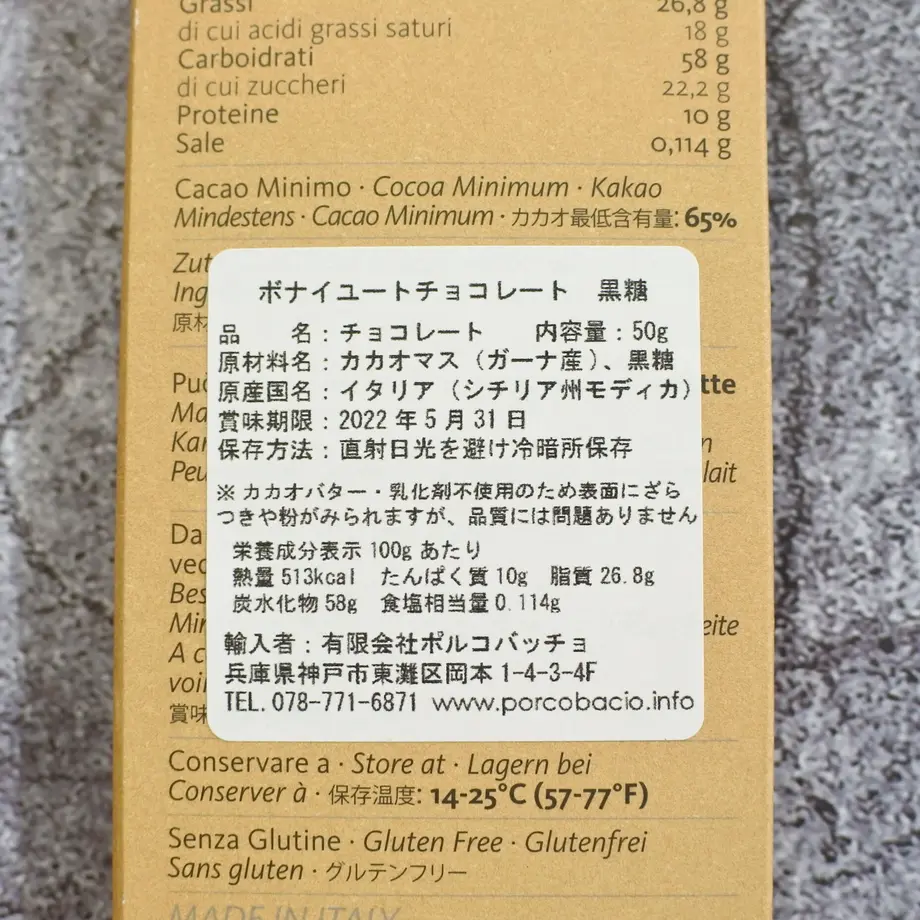 Grassi 26,8 g
di cui acidi grassi saturi 18 g
Carboidrati 58 g
di cui zuccheri 22,2 g
Proteine 10 g
Sale 0,114 g
Cacao Minimo · Cocoa Minimum · Kakao
Mindestens · Cacao Minimum · カカオ最低含有量: 65%
ボナイユートチョコレート 黒糖
品 名：チョコレート 内容量：50g
原材料名：カカオマス（ガーナ産）、黒糖
原産国名：イタリア（シチリア州モディカ）
賞味期限：2022年5月31日
保存方法：直射日光を避け冷暗所保存
※カカオバター・乳化剤不使用のため表面にざら
つきや粉がみられますが、品質には問題ありません
栄養成分表示 100g あたり
熱量 513kcal たんぱく質 10g 脂質 26.8g
炭水化物 58g 食塩相当量 0.114g
輸入者：有限会社ポルコバッチョ
兵庫県神戸市東灘区岡本 1-4-3-4F
TEL. 078-771-6871 www.porcobacio.info
Conservare a · Store at · Lagern bei
Conserver à · 保存温度: 14-25°C (57-77°F)
Senza Glutine · Gluten Free · Glutenfrei
Sans gluten · グルテンフリー
MADE IN ITALY